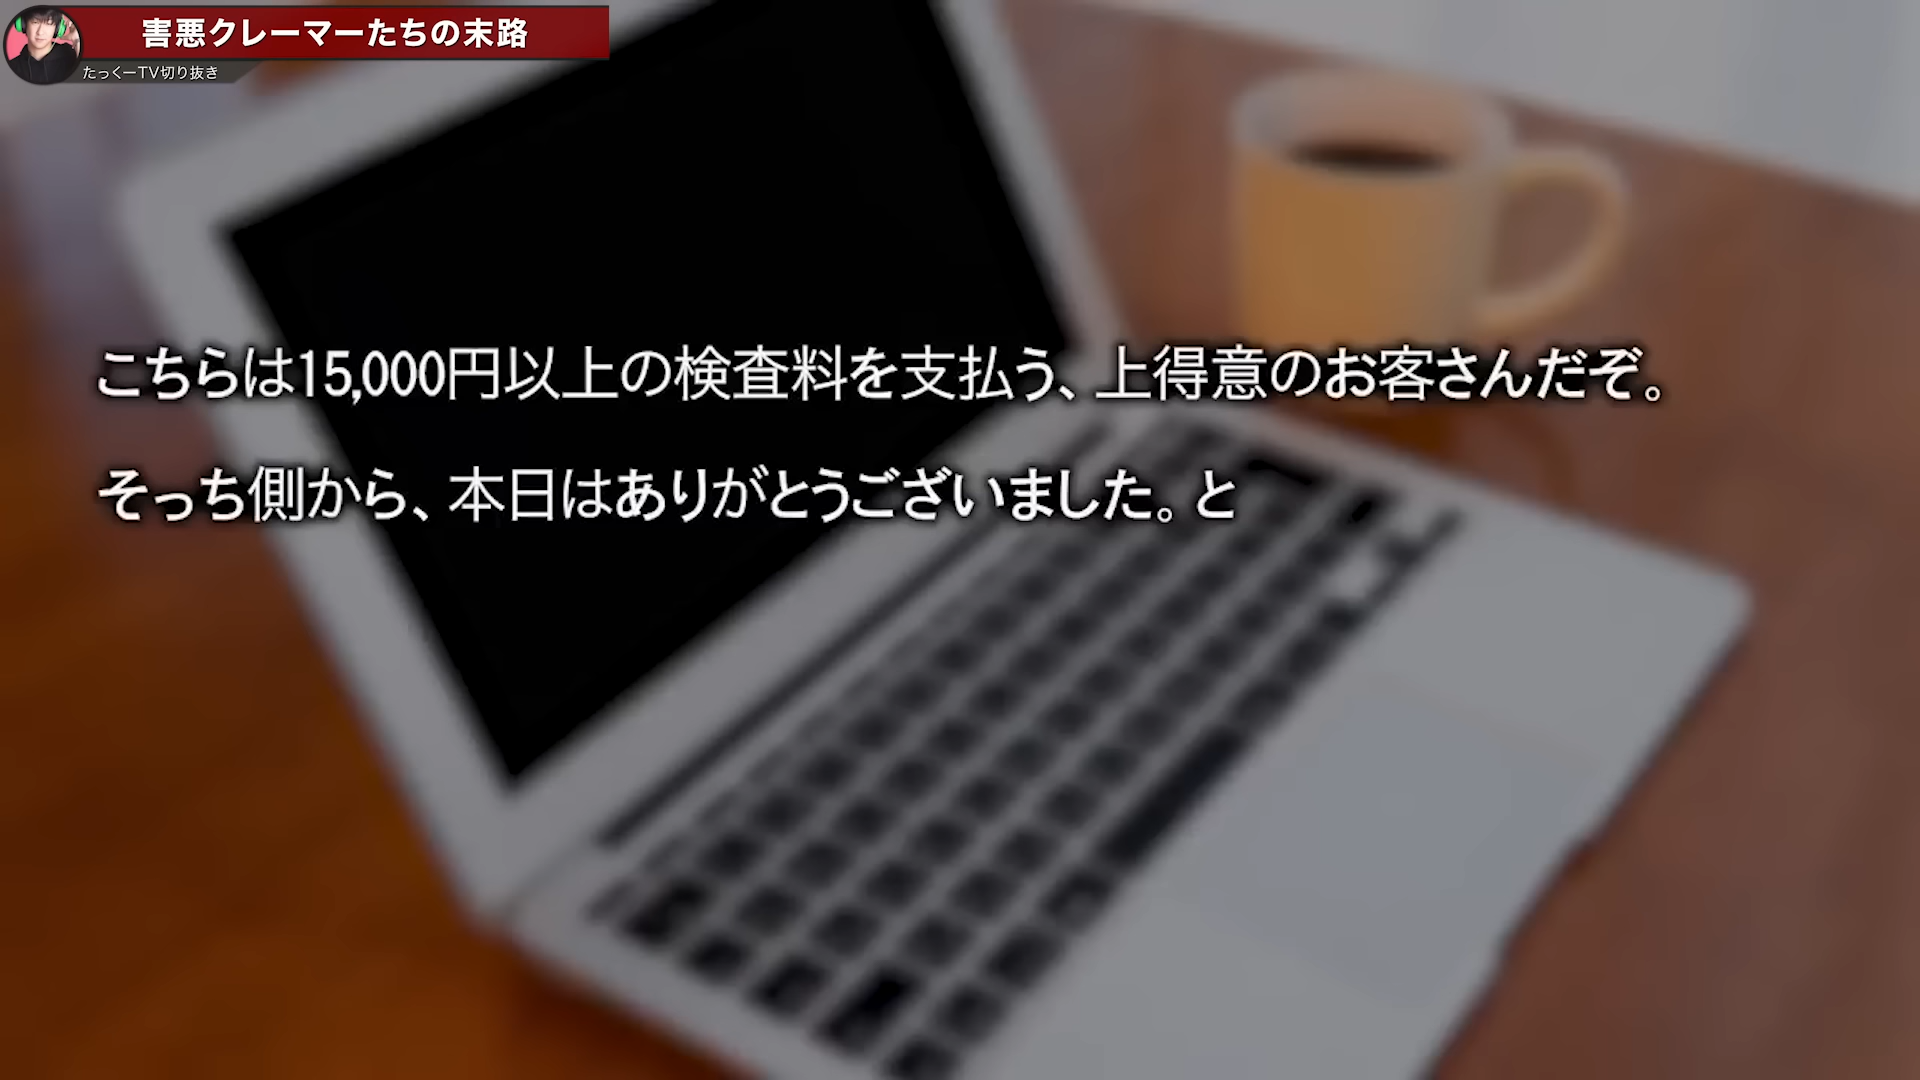 害悪クレーマーたちの末路
たっくーTV切り抜き
こちらは15,000円以上の検査料を支払う、上得意のお客さんだぞ。
そっち側から、本日はありがとうございました。と